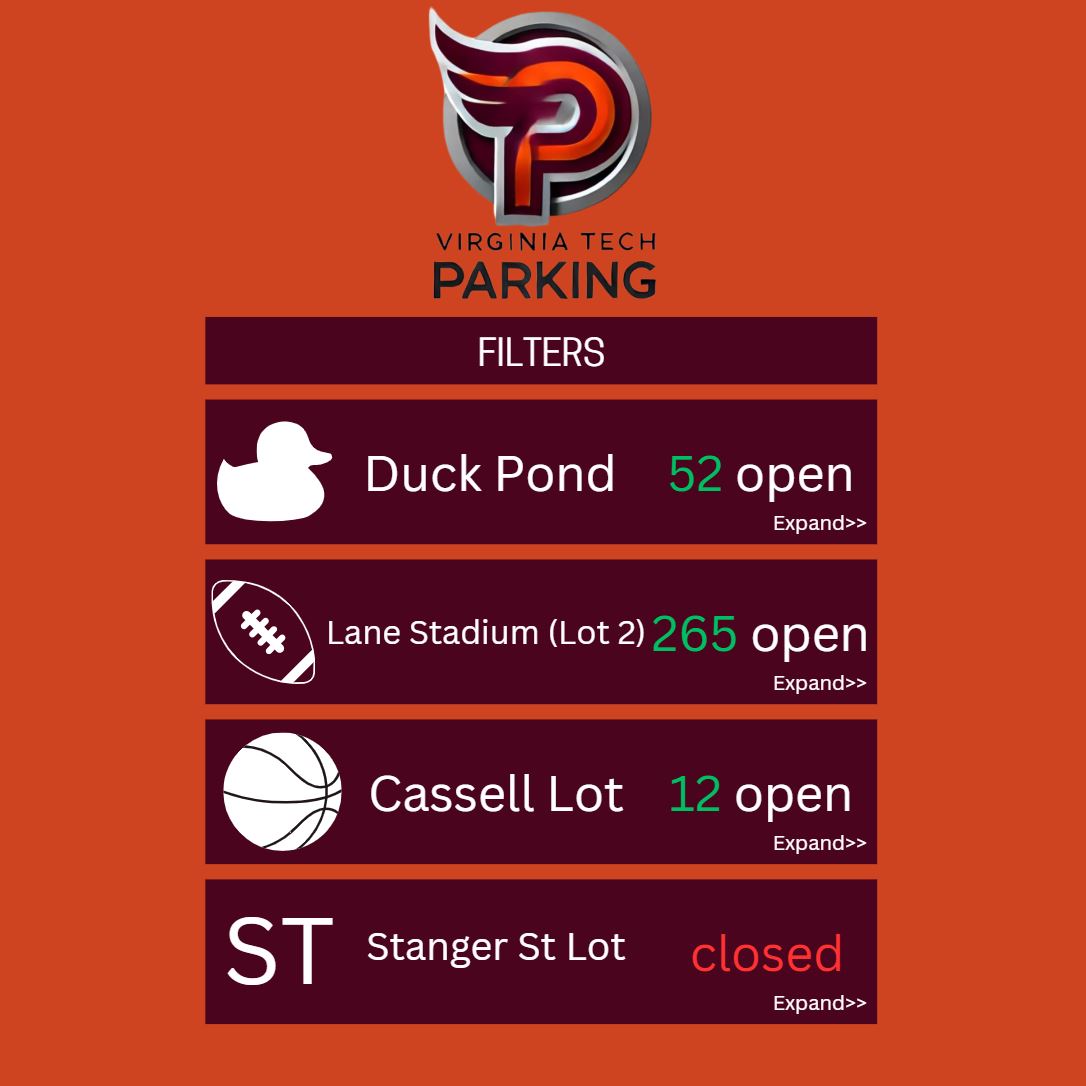 VIRGINIA TECH
PARKING
FILTERS
Duck Pond 52 open
Expand>>
Lane Stadium (Lot 2) 265 open
Expand>>
Cassell Lot 12 open
Expand>>
ST Stanger St Lot closed
Expand>>